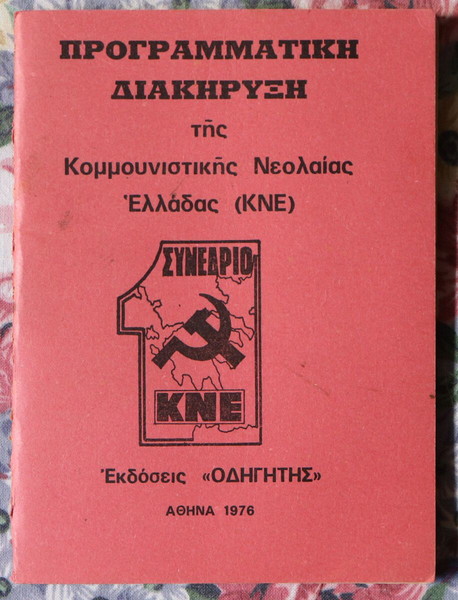 ΠΡΟΓΡΑΜΜΑΤΙΚΗ
ΔΙΑΚΗΡΥΞΗ
τῆς
Κομμουνιστικῆς Νεολαίας
Ἑλλάδας (ΚΝΕ)
1
ΣΥΝΕΔΡΙΟ
ΚΝΕ
Ἐκδόσεις «ΟΔΗΓΗΤΗΣ»
ΑΘΗΝΑ 1976